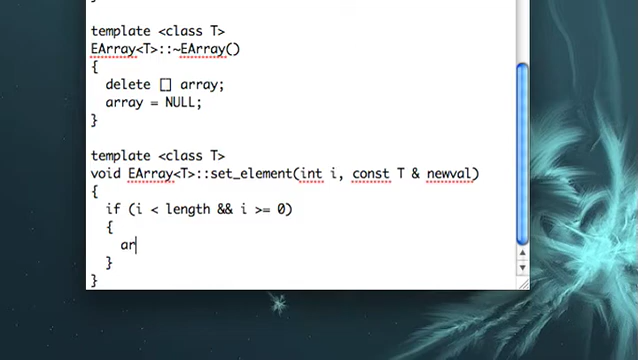 template <class T>
EArray<T>::~EArray()
{
delete [] array;
array = NULL;
}
template <class T>
void EArray<T>::set_element(int i, const T & newval)
{
if (i < length && i >= 0)
{
ar
}
}